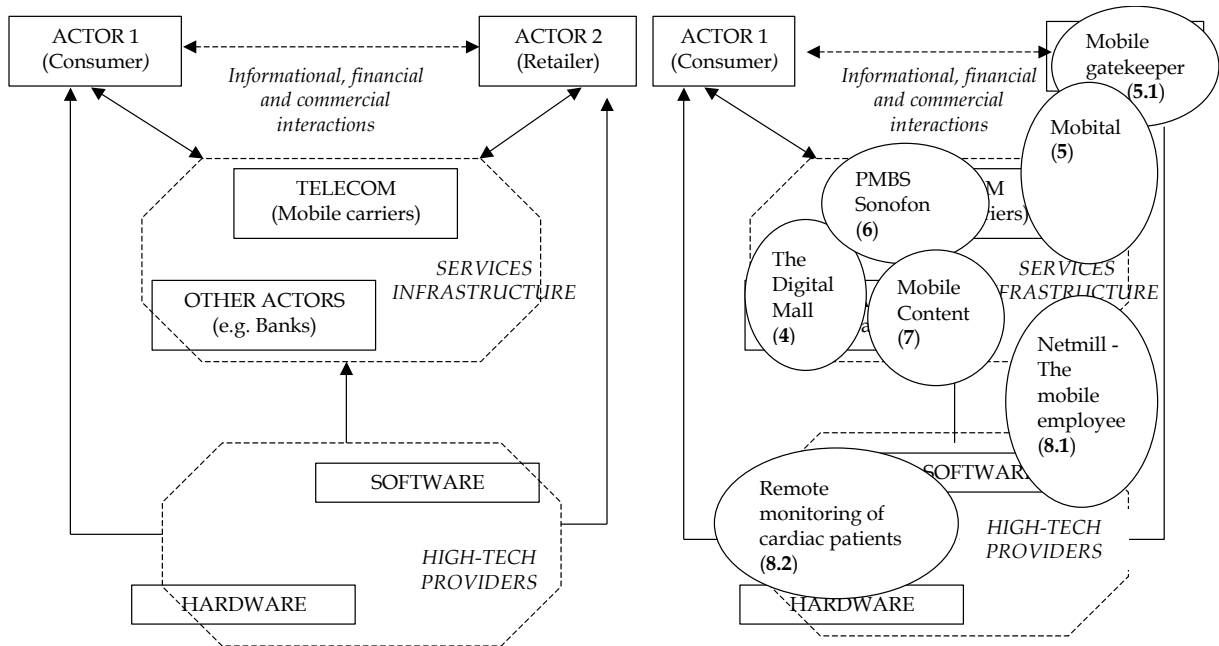 ACTOR 1
(Consumer)
ACTOR 2
(Retailer)
Informational, financial
and commercial
interactions
TELECOM
(Mobile carriers)
SERVICES
INFRASTRUCTURE
OTHER ACTORS
(e.g. Banks)
SOFTWARE
HIGH-TECH
PROVIDERS
HARDWARE
ACTOR 1
(Consumer)
Informational, financial
and commercial
interactions
Mobile
gatekeeper
(5.1)
Mobital
(5)
PMBS
Sonofon
(6)
M
riers)
The
Digital
Mall
(4)
Mobile
Content
(7)
SERVICES
FRASTRUCTURE
Netmill -
The
mobile
employee
(8.1)
SOFTWAR
Remote
monitoring of
cardiac patients
(8.2)
HIGH-TECH
PROVIDERS
HARDWARE